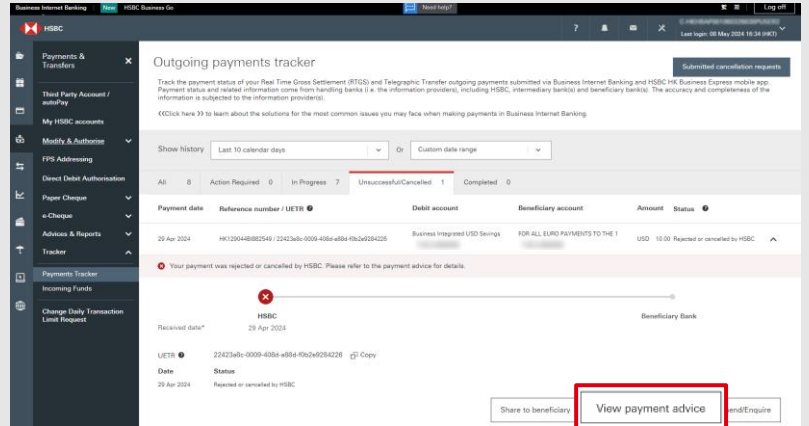 Business Internet Banking New HSBC Business Go Need help? Log off
HSBC
Last login: 08 May 2024 16:34 (HKT)
Payments &
Transfers
Third Party Account /
autoPay
My HSBC accounts
Modify & Authorise
FPS Addressing
Direct Debit Authorisation
Paper Cheque
e-Cheque
Advices & Reports
Tracker
Payments Tracker
Incoming Funds
Change Daily Transaction
Limit Request
Outgoing payments tracker
Submitted cancellation requests
Track the payment status of your Real Time Gross Settlement (RTGS) and Telegraphic Transfer outgoing payments submitted via Business Internet Banking and HSBC HK Business Express mobile app.
Payment status and related information come from handling banks (i.e. the information providers), including HSBC, intermediary bank(s) and beneficiary bank(s). The accuracy and completeness of the
information is subjected to the information provider(s).
<<Click here >> to learn about the solutions for the most common issues you may face when making payments in Business Internet Banking.
Show history Last 10 calendar days Or Custom date range
All 8 Action Required 0 In Progress 7 Unsuccessful/Cancelled 1 Completed 0
Payment date Reference number / UETR Debit account Beneficiary account Amount Status
29 Apr 2024 Business Integrated USD Savings FOR ALL EURO PAYMENTS TO THE 1 USD 10.00 Rejected or cancelled by HSBC
Your payment was rejected or cancelled by HSBC. Please refer to the payment advice for details.
HSBC Beneficiary Bank
Received date* 29 Apr 2024
UETR Copy
Date Status
29 Apr 2024 Rejected or cancelled by HSBC
Share to beneficiary View payment advice end/Enquire